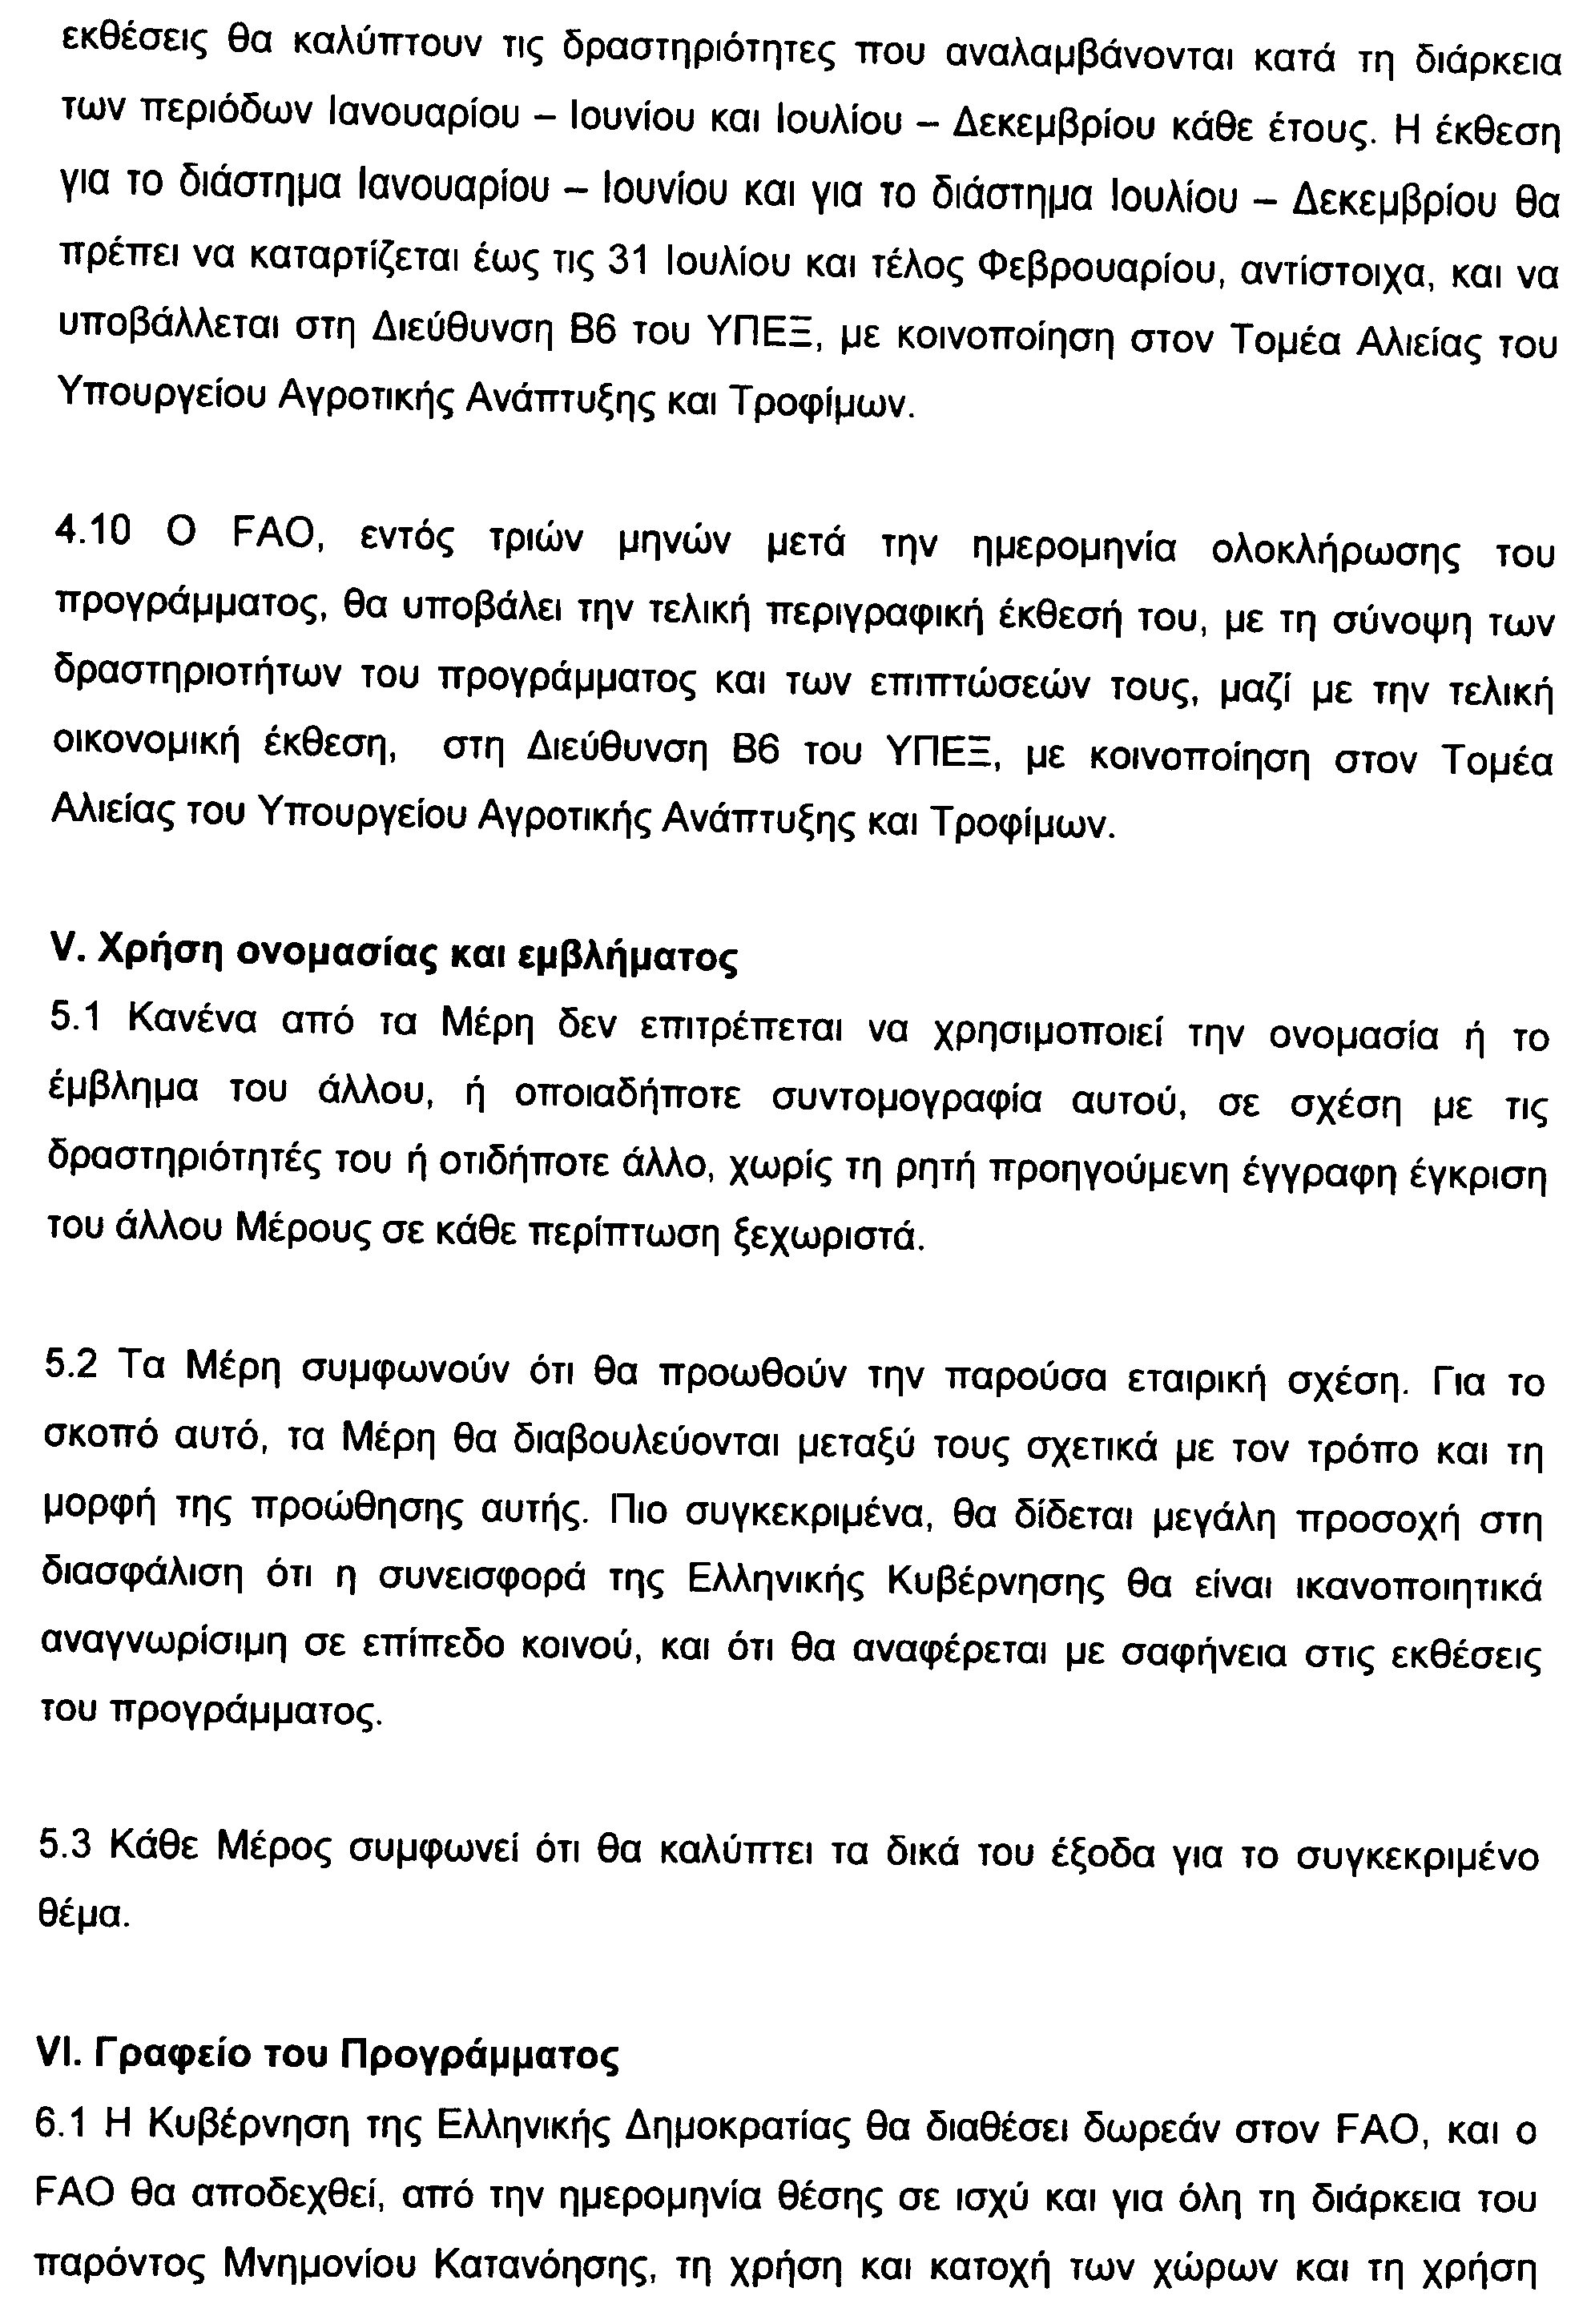 εκθέσεις θα καλύπτουν τις δραστηριότητες που αναλαμβάνονται κατά τη διάρκεια
των περιόδων Ιανουαρίου – Ιουνίου και Ιουλίου – Δεκεμβρίου κάθε έτους. Η έκθεση
για το διάστημα Ιανουαρίου – Ιουνίου και για το διάστημα Ιουλίου – Δεκεμβρίου θα
πρέπει να καταρτίζεται έως τις 31 Ιουλίου και τέλος Φεβρουαρίου, αντίστοιχα, και να
υποβάλλεται στη Διεύθυνση Β6 του ΥΠΕΞ, με κοινοποίηση στον Τομέα Αλιείας του
Υπουργείου Αγροτικής Ανάπτυξης και Τροφίμων.
4.10 Ο FAO, εντός τριών μηνών μετά την ημερομηνία ολοκλήρωσης του
προγράμματος, θα υποβάλει την τελική περιγραφική έκθεσή του, με τη σύνοψη των
δραστηριοτήτων του προγράμματος και των επιπτώσεών τους, μαζί με την τελική
οικονομική έκθεση, στη Διεύθυνση Β6 του ΥΠΕΞ, με κοινοποίηση στον Τομέα
Αλιείας του Υπουργείου Αγροτικής Ανάπτυξης και Τροφίμων.
V. Χρήση ονομασίας και εμβλήματος
5.1 Κανένα από τα Μέρη δεν επιτρέπεται να χρησιμοποιεί την ονομασία ή το
έμβλημα του άλλου, ή οποιαδήποτε συντομογραφία αυτού, σε σχέση με τις
δραστηριότητές του ή οτιδήποτε άλλο, χωρίς τη ρητή προηγούμενη έγγραφη έγκριση
του άλλου Μέρους σε κάθε περίπτωση ξεχωριστά.
5.2 Τα Μέρη συμφωνούν ότι θα προωθούν την παρούσα εταιρική σχέση. Για το
σκοπό αυτό, τα Μέρη θα διαβουλεύονται μεταξύ τους σχετικά με τον τρόπο και τη
μορφή της προώθησης αυτής. Πιο συγκεκριμένα, θα δίδεται μεγάλη προσοχή στη
διασφάλιση ότι η συνεισφορά της Ελληνικής Κυβέρνησης θα είναι ικανοποιητικά
αναγνωρίσιμη σε επίπεδο κοινού, και ότι θα αναφέρεται με σαφήνεια στις εκθέσεις
του προγράμματος.
5.3 Κάθε Μέρος συμφωνεί ότι θα καλύπτει τα δικά του έξοδα για το συγκεκριμένο
θέμα.
VI. Γραφείο του Προγράμματος
6.1 Η Κυβέρνηση της Ελληνικής Δημοκρατίας θα διαθέσει δωρεάν στον FAO, και ο
FAO θα αποδεχθεί, από την ημερομηνία θέσης σε ισχύ και για όλη τη διάρκεια του
παρόντος Μνημονίου Κατανόησης, τη χρήση και κατοχή των χώρων και τη χρήση